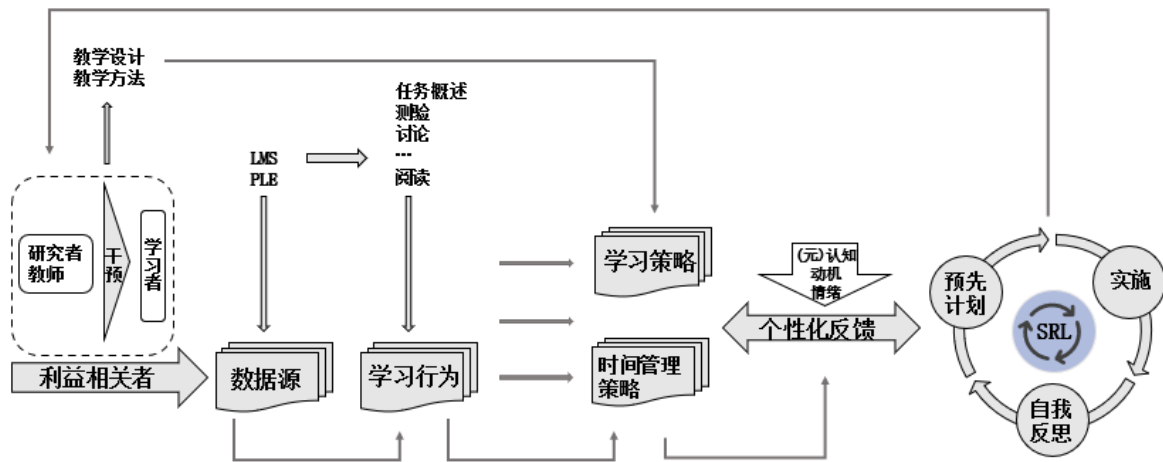 教学设计
教学方法
任务概述
测验
讨论
---
阅读
LMS
PLE
研究者
教师
干预
学习者
学习策略
(元)认知
动机
情绪
预先
计划
实施
SRL
个性化反馈
利益相关者
数据源
学习行为
时间管理
策略
自我
反思